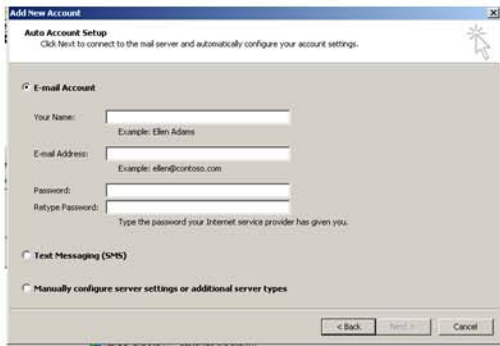 Add New Account
Auto Account Setup
Click Next to connect to the mail server and automatically configure your account settings.
E-mail Account
Your Name:
Example: Ellen Adams
E-mail Address:
Example: ellen@contoso.com
Password:
Retype Password:
Type the password your Internet service provider has given you.
Text Messaging (SMS)
Manually configure server settings or additional server types
< Back Next > Cancel